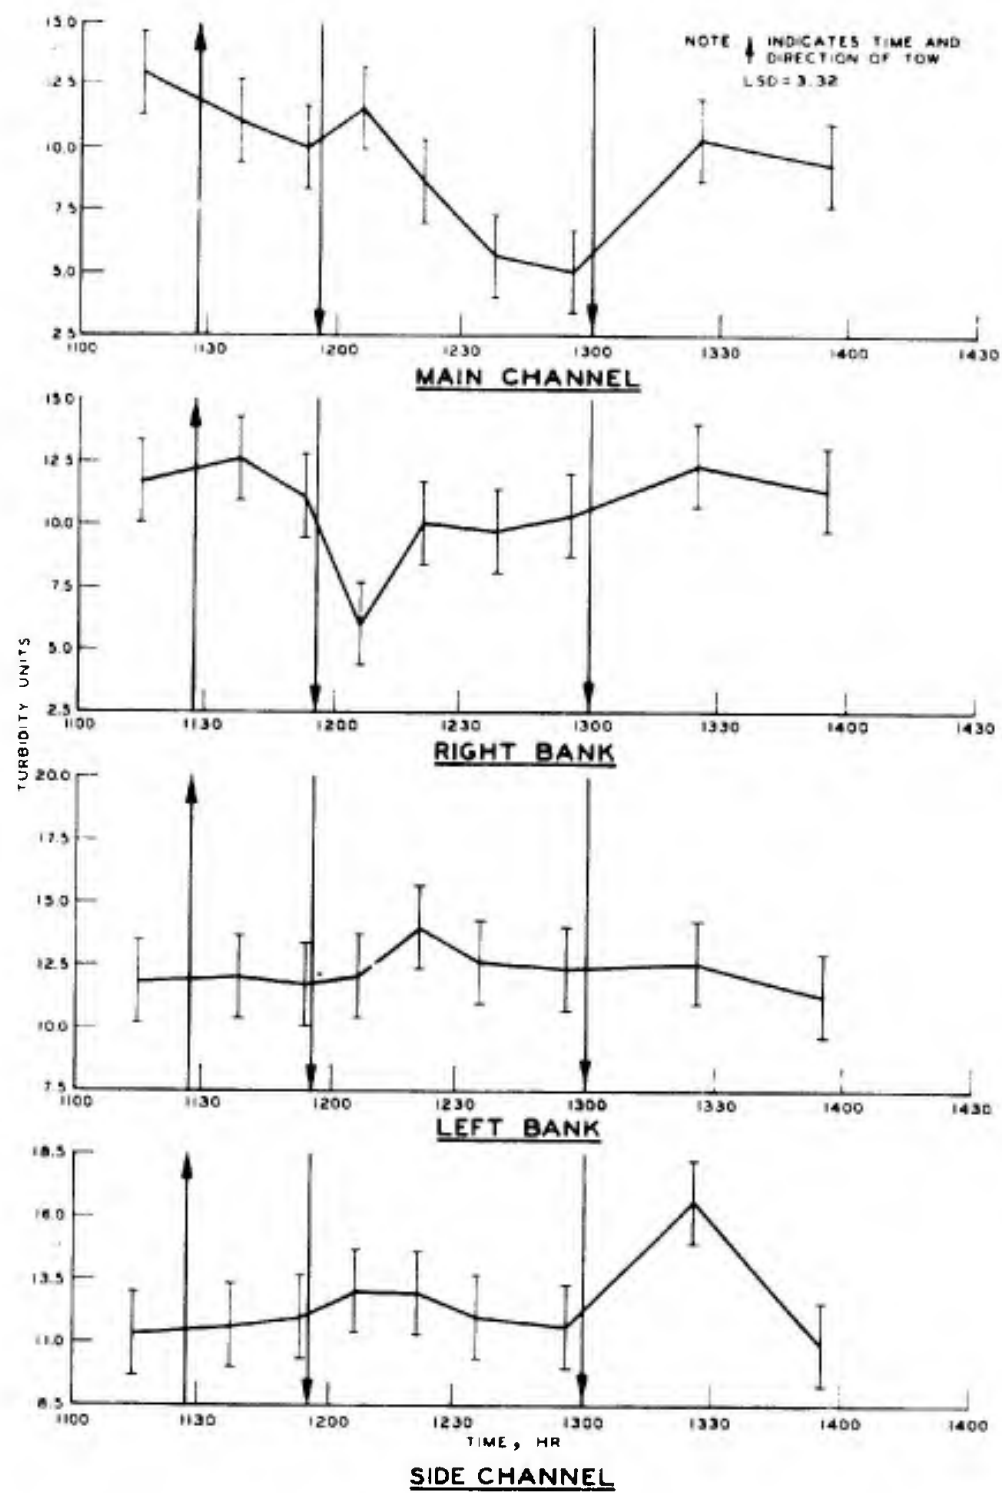 15.0
NOTE INDICATES TIME AND
DIRECTION OF TOW
LSD = 3.32
12.5
10.0
7.5
5.0
2.5
1100 1130 1200 1230 1300 1330 1400 1430
MAIN CHANNEL
15.0
12.5
10.0
7.5
5.0
2.5
1100 1130 1200 1230 1300 1330 1400 1430
RIGHT BANK
TURBIDITY UNITS
20.0
17.5
15.0
12.5
10.0
7.5
1100 1130 1200 1230 1300 1330 1400 1430
LEFT BANK
18.5
16.0
13.5
11.0
8.5
1100 1130 1200 1230 1300 1330 1400 1400
TIME, HR
SIDE CHANNEL